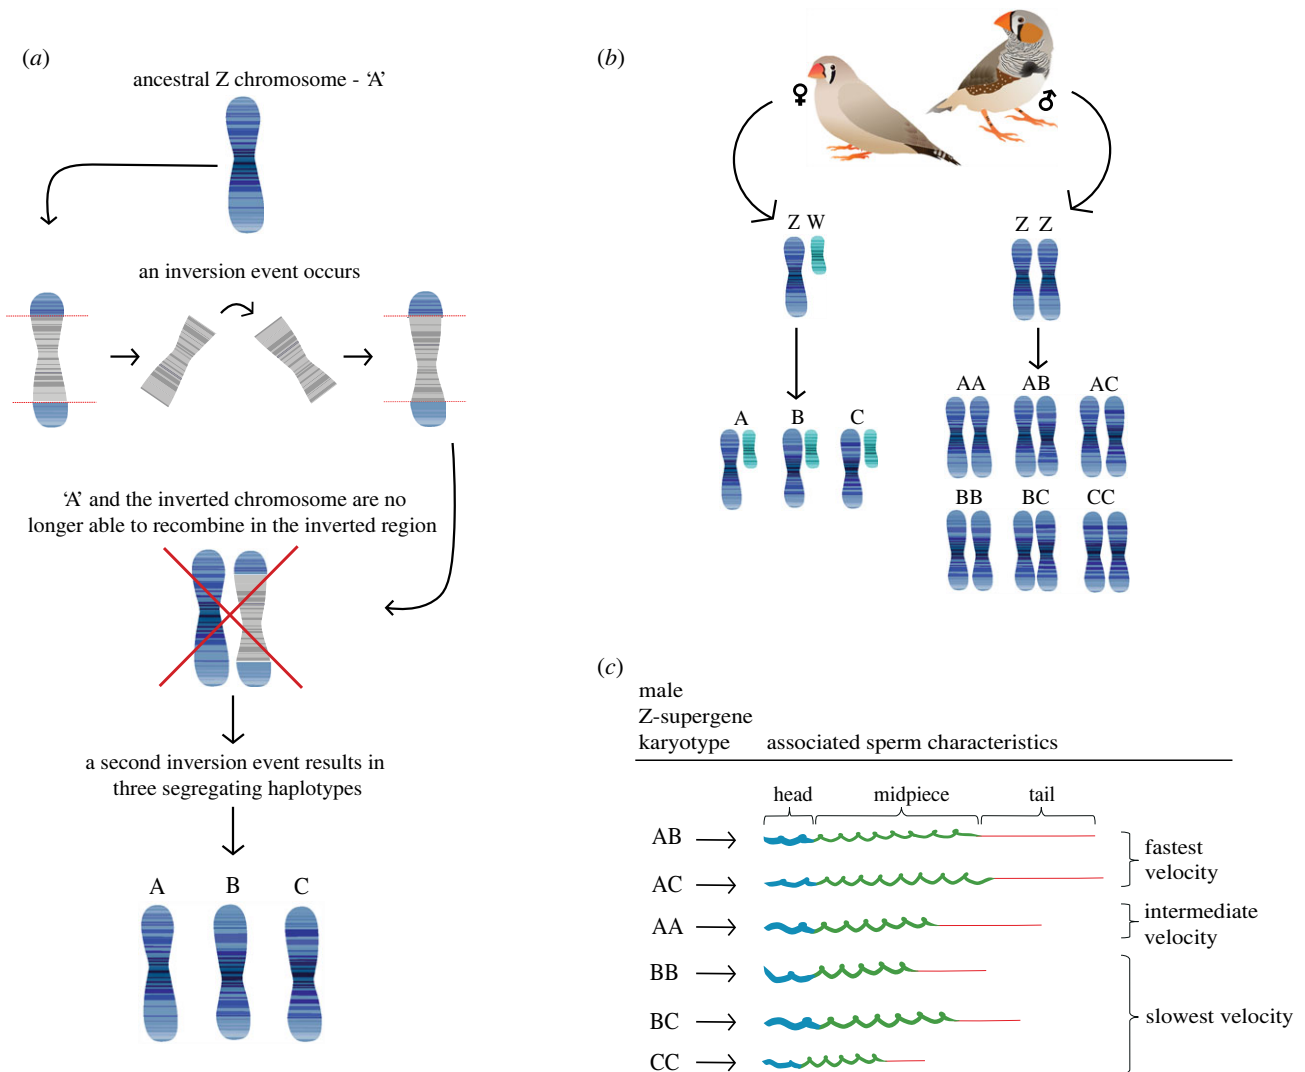 (a)
ancestral Z chromosome - ‘A’
an inversion event occurs
‘A’ and the inverted chromosome are no
longer able to recombine in the inverted region
a second inversion event results in
three segregating haplotypes
A B C
(b)
♀ ♂
Z W Z Z
A B C
AA AB AC
BB BC CC
(c)
male
Z-supergene
karyotype associated sperm characteristics
head midpiece tail
AB
fastest
velocity
AC
AA
intermediate
velocity
BB
BC
slowest velocity
CC